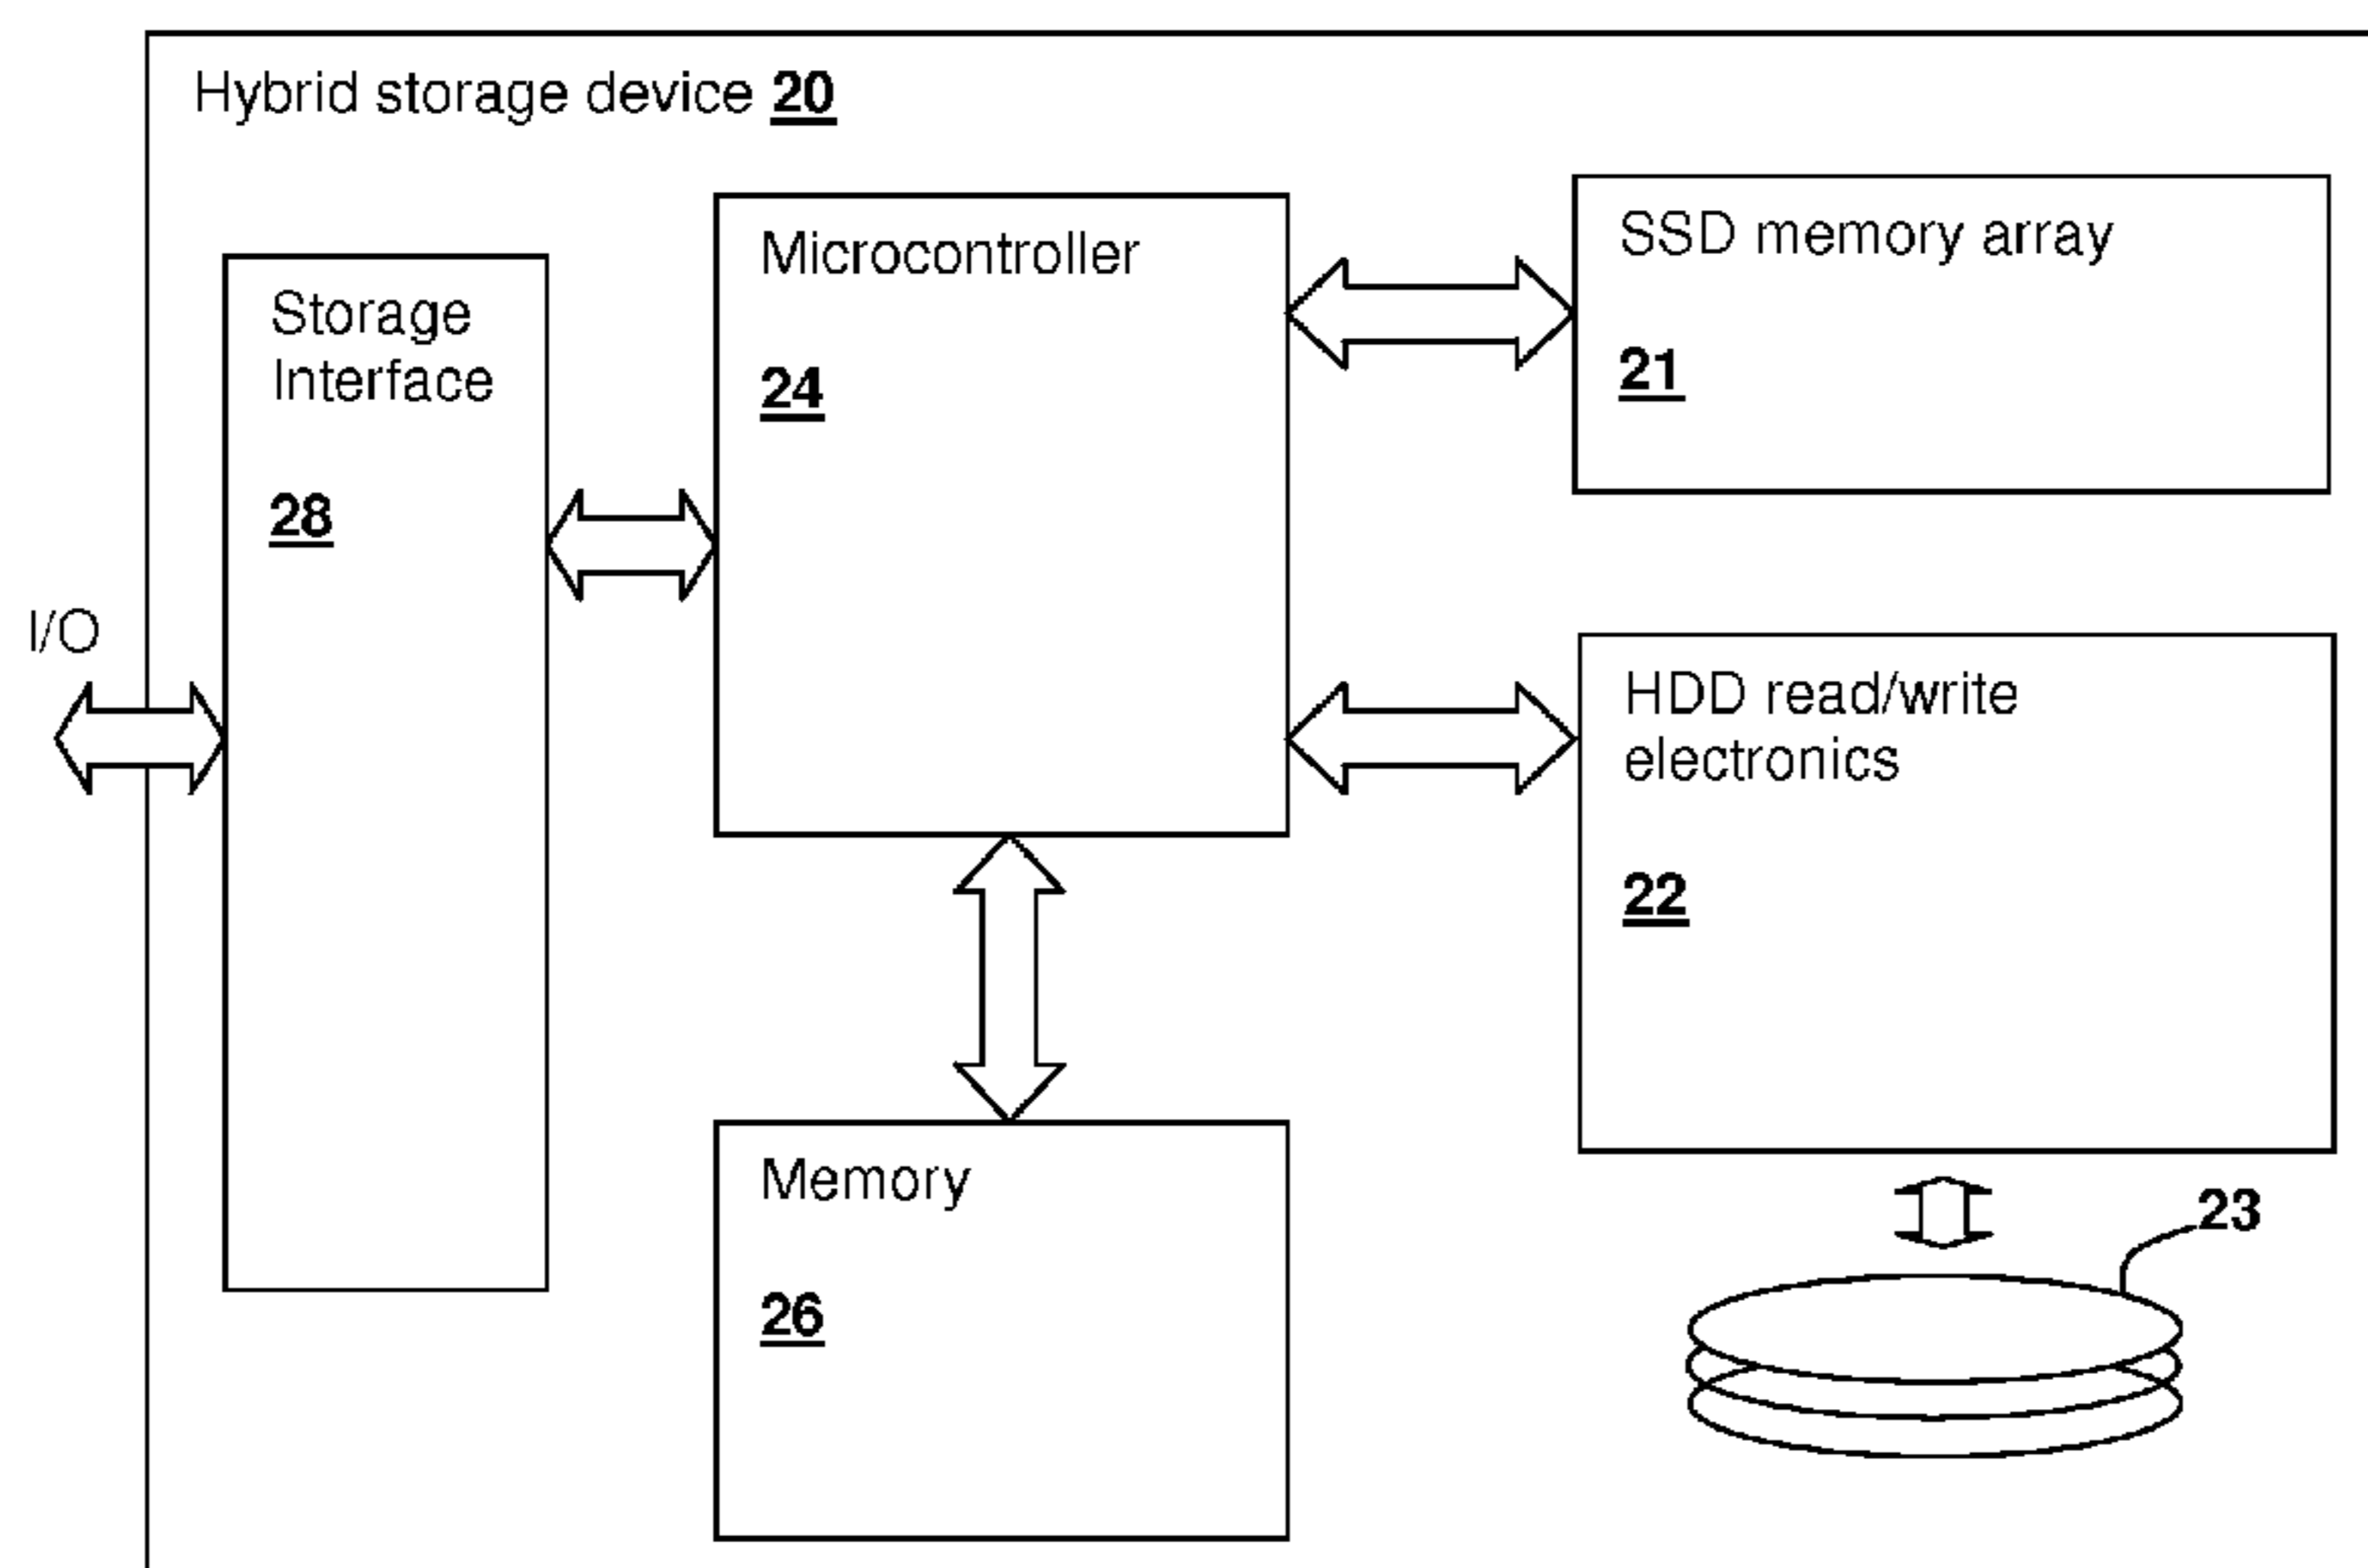 Hybrid storage device 20
Storage
Interface
28
I/O
Microcontroller
24
SSD memory array
21
HDD read/write
electronics
22
Memory
26
23